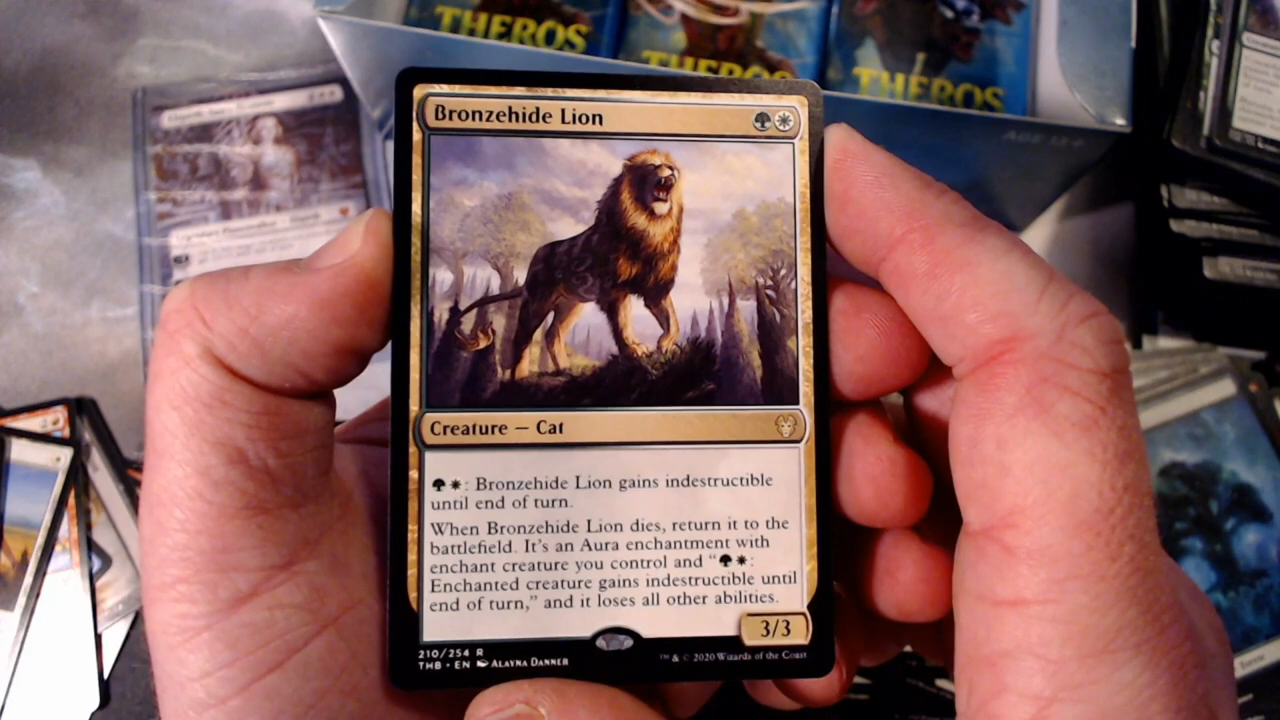 THEROS
THEROS
THEROS
AGE 13+
Bronzehide Lion
Creature — Cat
: Bronzehide Lion gains indestructible
until end of turn.
When Bronzehide Lion dies, return it to the
battlefield. It's an Aura enchantment with
enchant creature you control and “ :
Enchanted creature gains indestructible until
end of turn,” and it loses all other abilities.
3/3
210/254 R
THB • EN ALAYNA DANNER
™ & © 2020 Wizards of the Coast